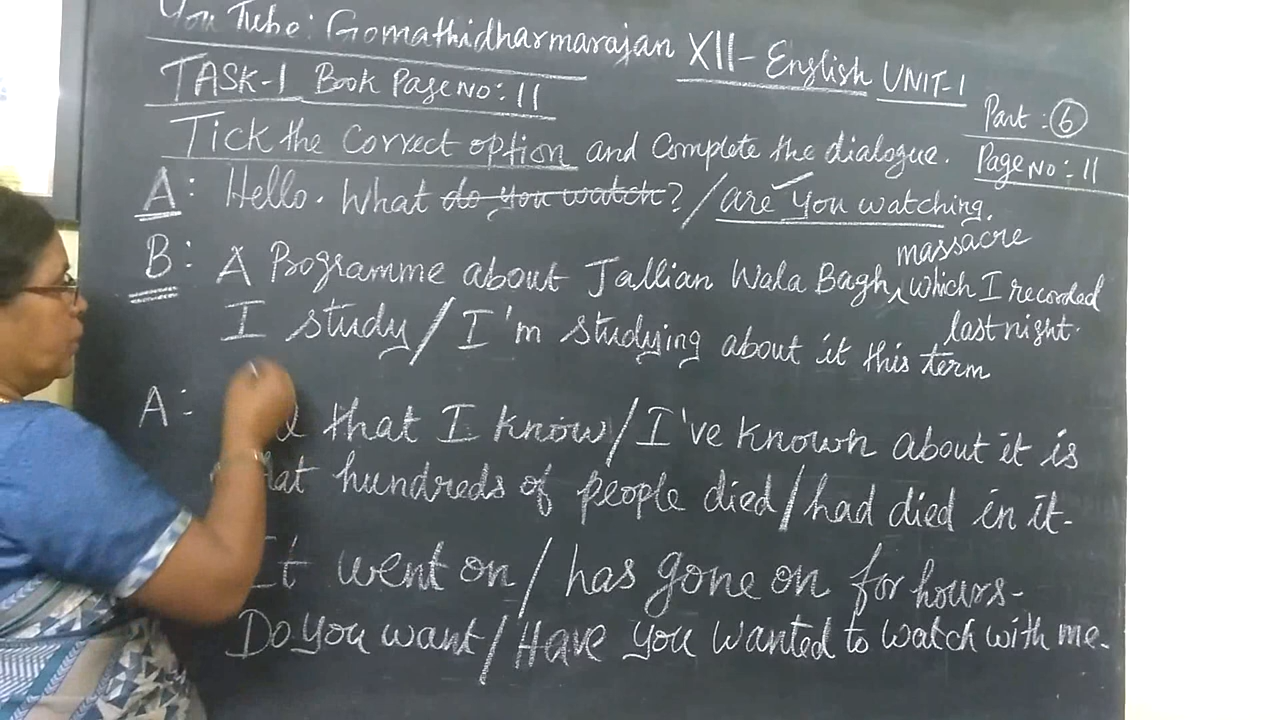 You Tube: Gomathidharmarajan XII - English UNIT-1
TASK-1 Book Page No: 11
Part: 6
Tick the Correct option and Complete the dialogue. Page No:- 11
A: Hello. What do you watch? / are you watching.
massacre
B: A Programme about Jallian Wala Bagh, which I recorded
last night.
I study / I'm studying about it this term
A: that I know / I've known about it is
hundreds of people died / had died in it.
It went on / has gone on for hours.
Do you want / Have you wanted to watch with me.